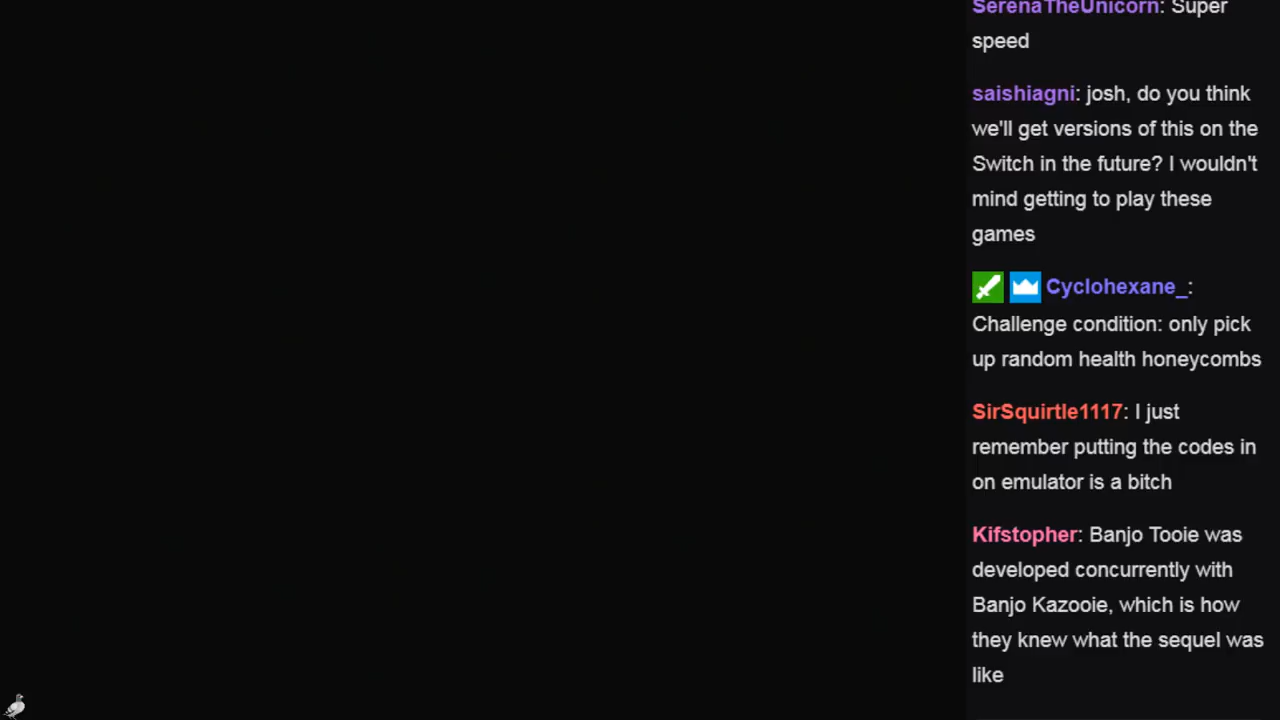 SerenaTheUnicorn: Super
speed
saishiagni: josh, do you think
we'll get versions of this on the
Switch in the future? I wouldn't
mind getting to play these
games
Cyclohexane_:
Challenge condition: only pick
up random health honeycombs
SirSquirtle1117: I just
remember putting the codes in
on emulator is a bitch
Kifstopher: Banjo Tooie was
developed concurrently with
Banjo Kazooie, which is how
they knew what the sequel was
like